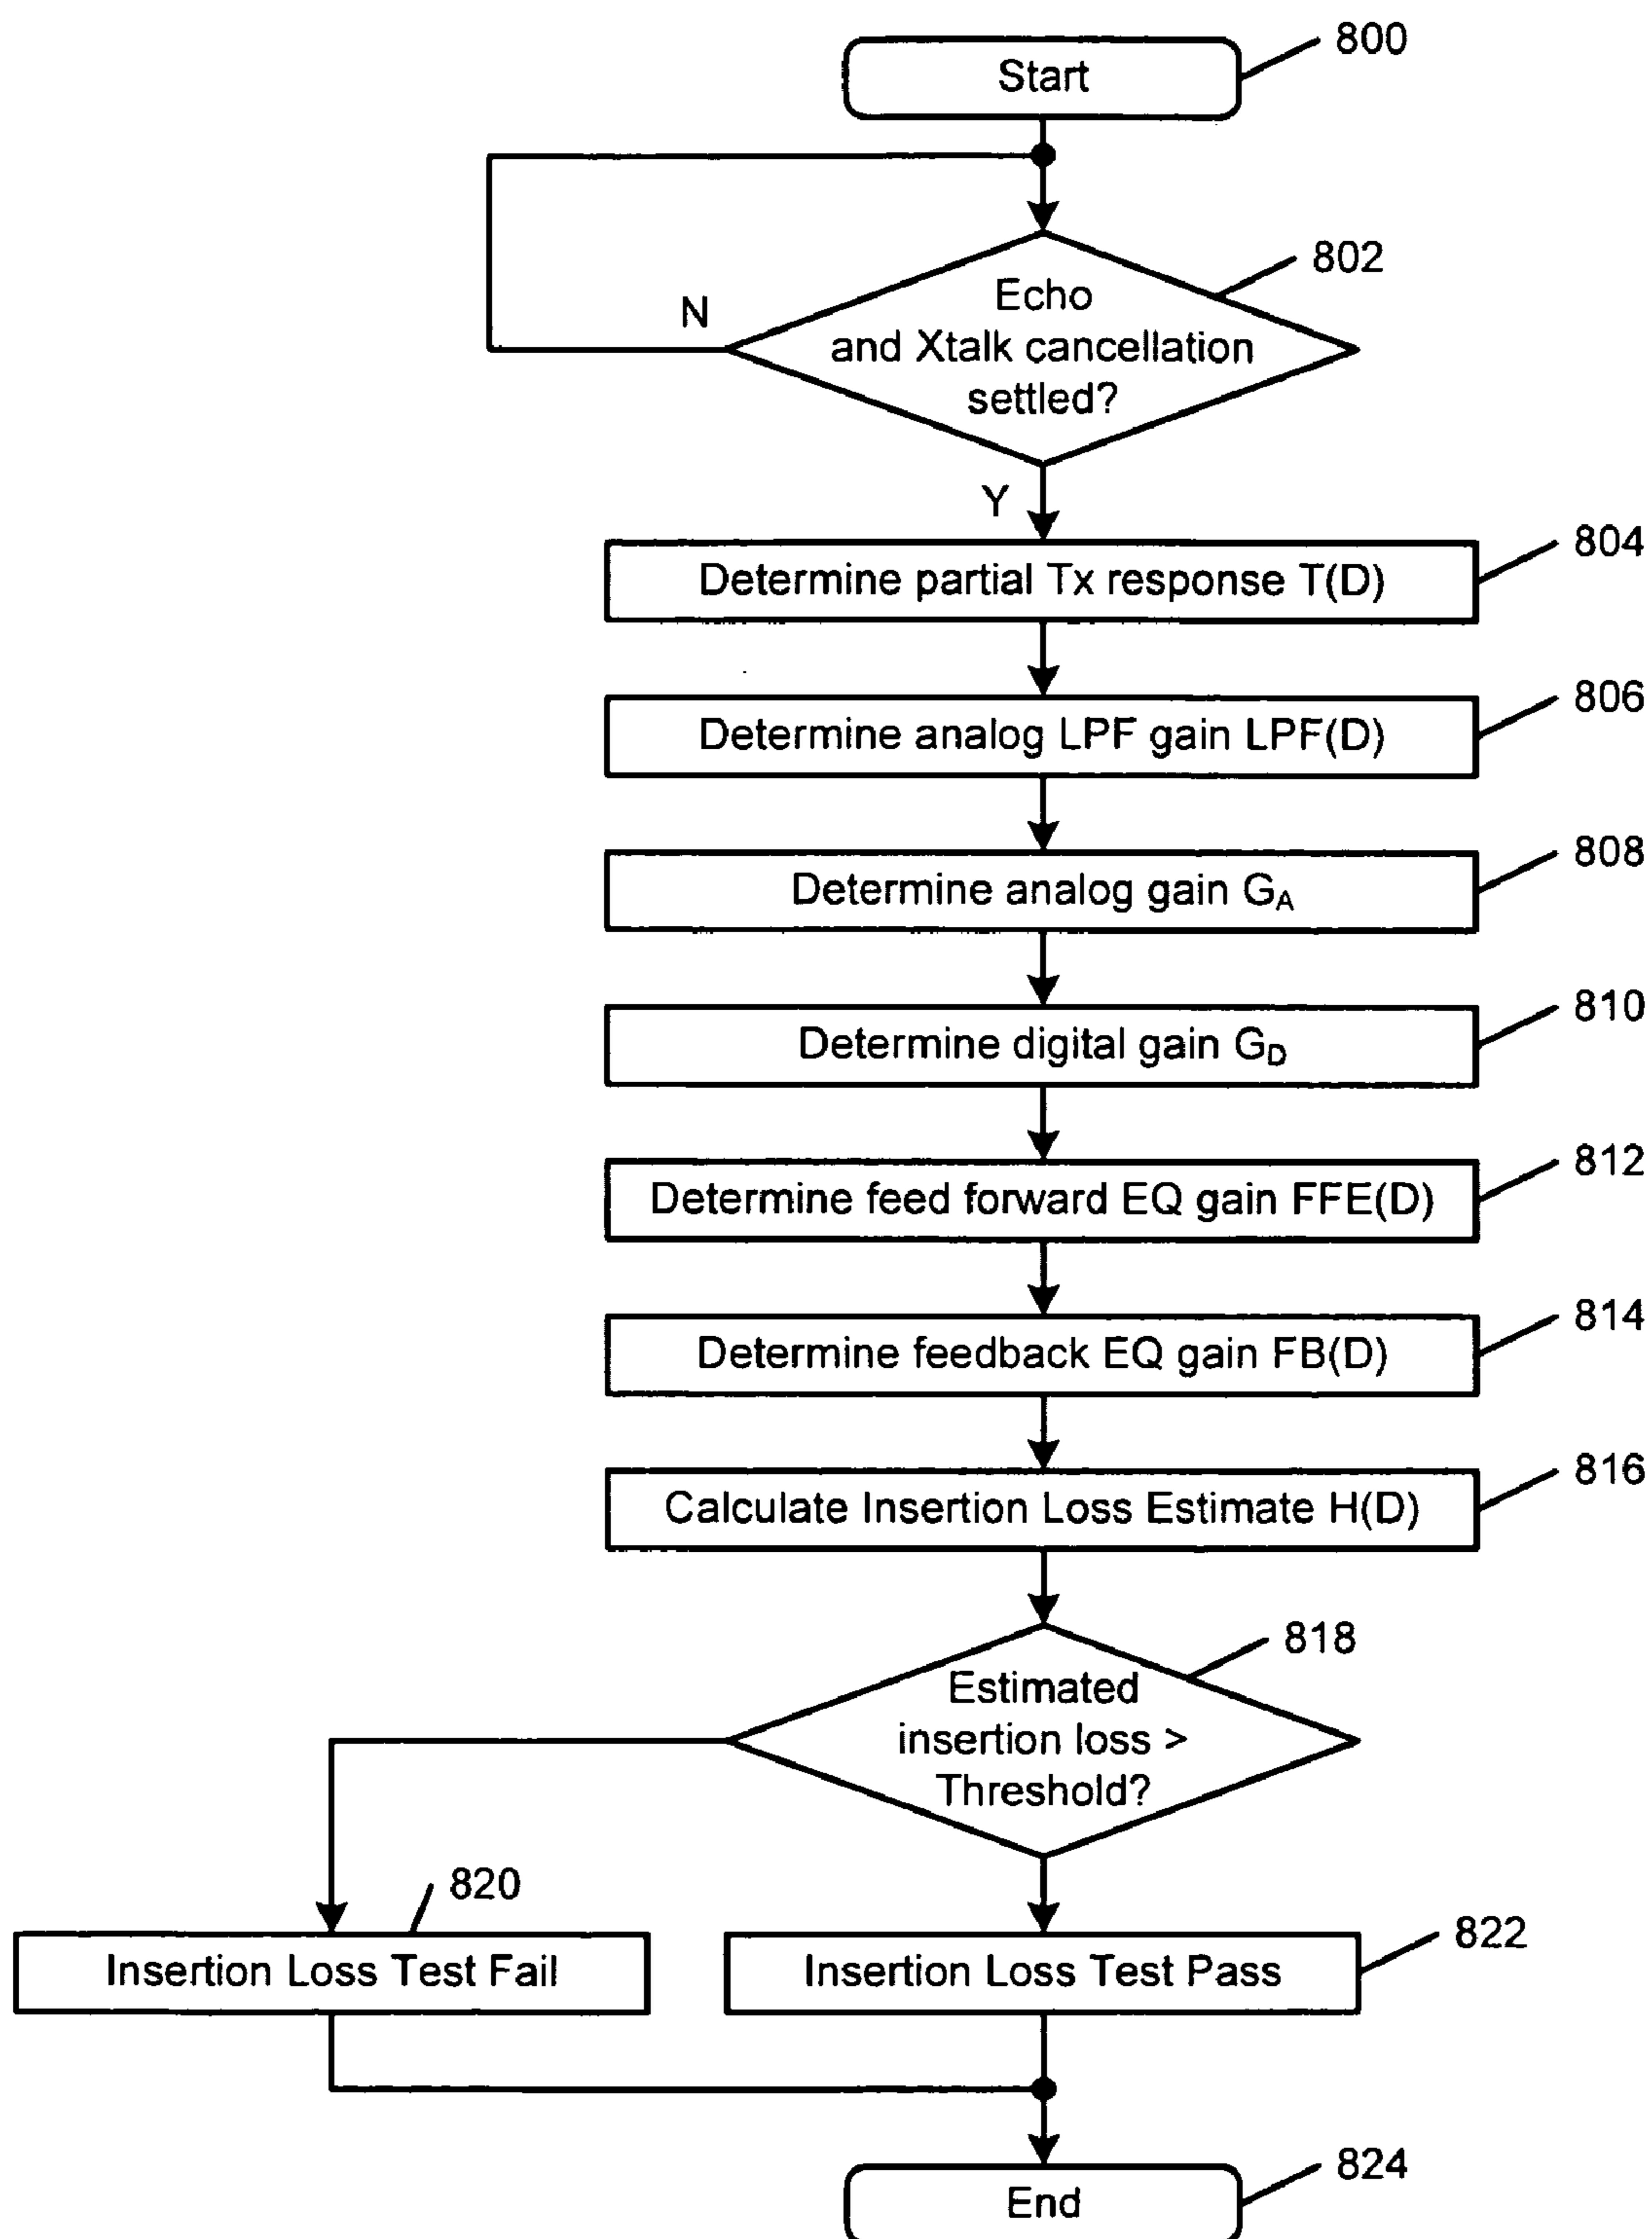 800
Start
802
Echo
and Xtalk cancellation
settled?
N
Y
804
Determine partial Tx response T(D)
806
Determine analog LPF gain LPF(D)
808
Determine analog gain GA
810
Determine digital gain GD
812
Determine feed forward EQ gain FFE(D)
814
Determine feedback EQ gain FB(D)
816
Calculate Insertion Loss Estimate H(D)
818
Estimated
insertion loss >
Threshold?
820
Insertion Loss Test Fail
822
Insertion Loss Test Pass
824
End